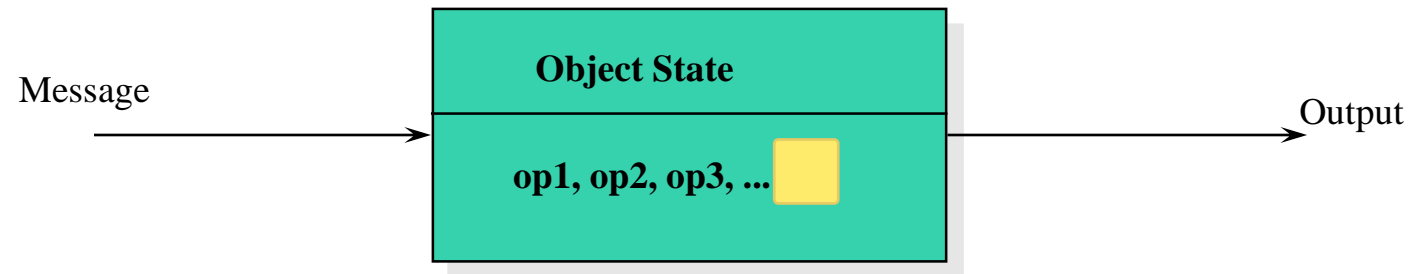 Message
Object State
op1, op2, op3, ...
Output